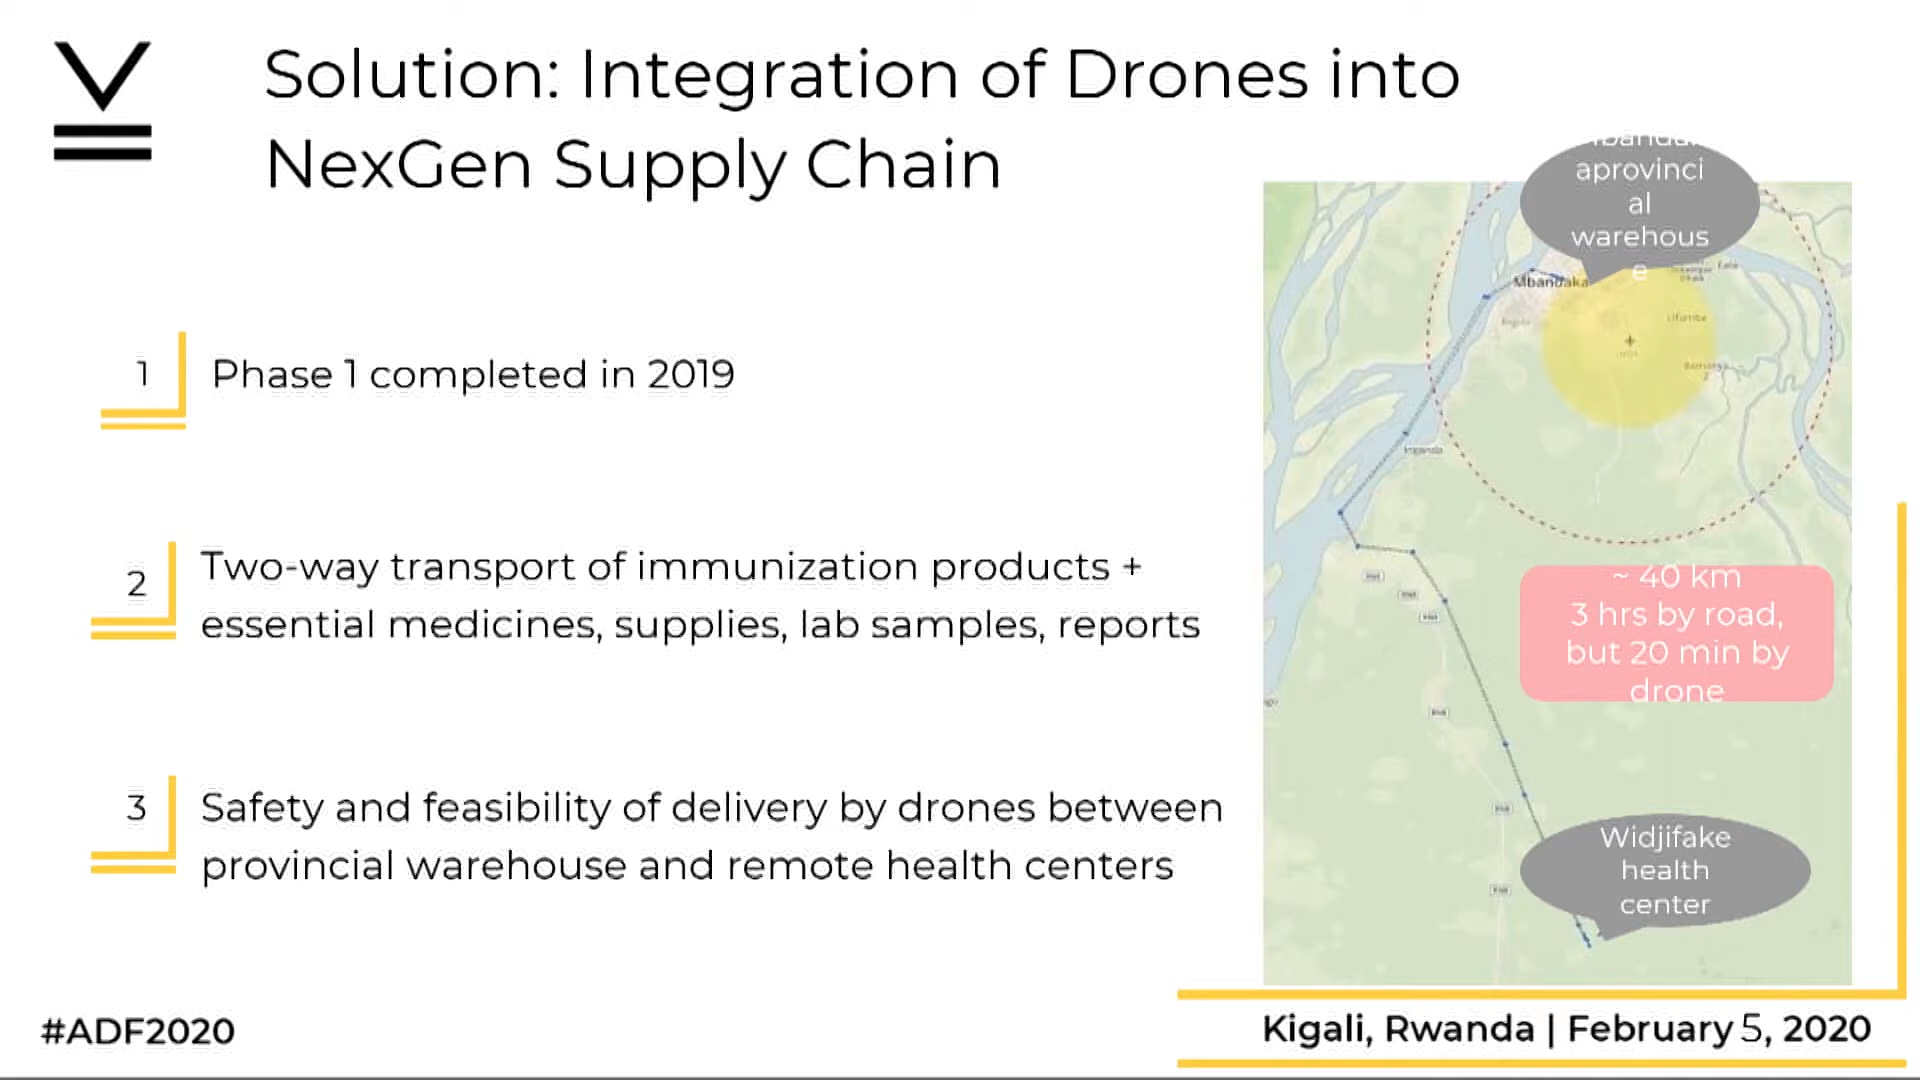 Solution: Integration of Drones into
NexGen Supply Chain
1
Phase 1 completed in 2019
2
Two-way transport of immunization products +
essential medicines, supplies, lab samples, reports
3
Safety and feasibility of delivery by drones between
provincial warehouse and remote health centers
aprovinci
al
warehous
e
Mbandaka
Inganda
~ 40 km
3 hrs by road,
but 20 min by
drone
Widjifake
health
center
#ADF2020
Kigali, Rwanda | February 5, 2020